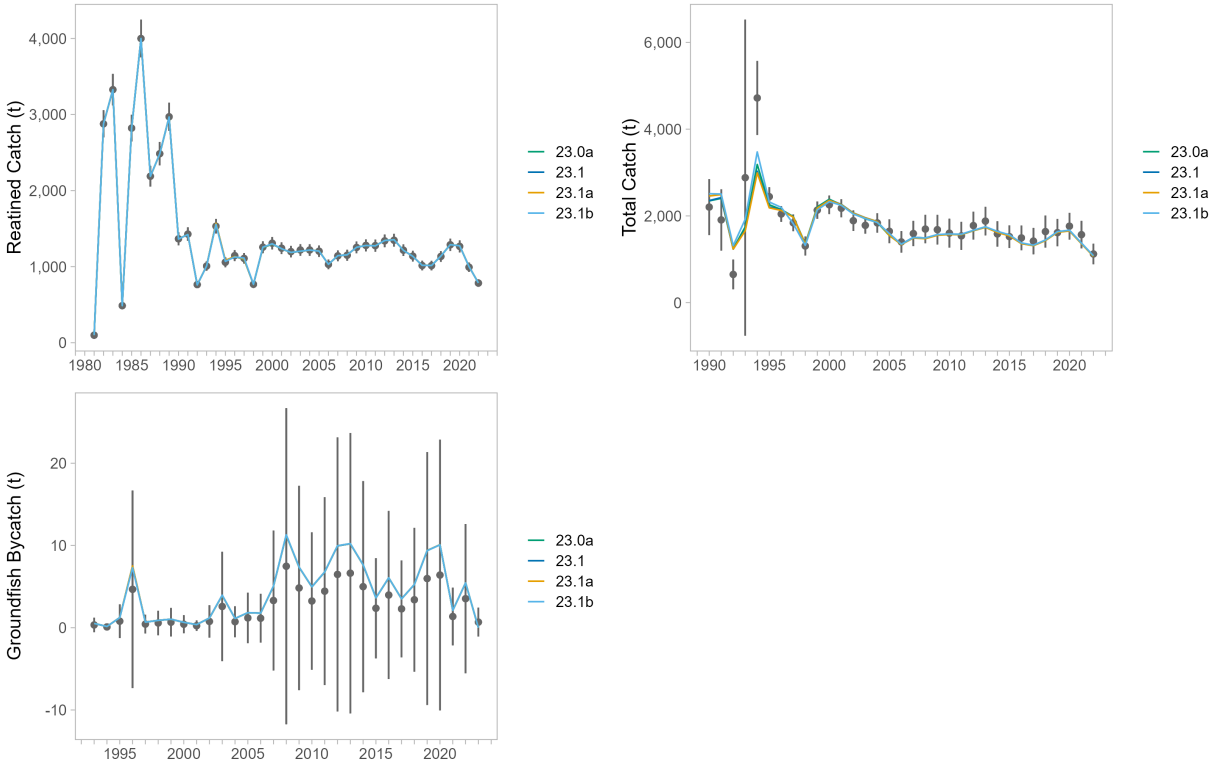 Reatined Catch (t)
4,000
3,000
2,000
1,000
0
1980 1985 1990 1995 2000 2005 2010 2015 2020
23.0a
23.1
23.1a
23.1b
Total Catch (t)
6,000
4,000
2,000
0
1990 1995 2000 2005 2010 2015 2020
23.0a
23.1
23.1a
23.1b
Groundfish Bycatch (t)
20
10
0
-10
1995 2000 2005 2010 2015 2020
23.0a
23.1
23.1a
23.1b